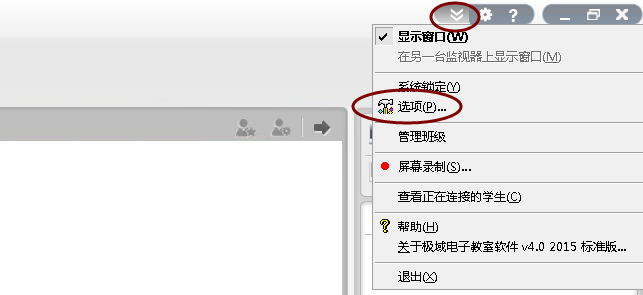 显示窗口(W)
在另一台监视器上显示窗口(M)
系统锁定(Y)
选项(P)...
管理班级
屏幕录制(S)...
查看正在连接的学生(C)
帮助(H)
关于极域电子教室软件 v4.0 2015 标准版...
退出(X)